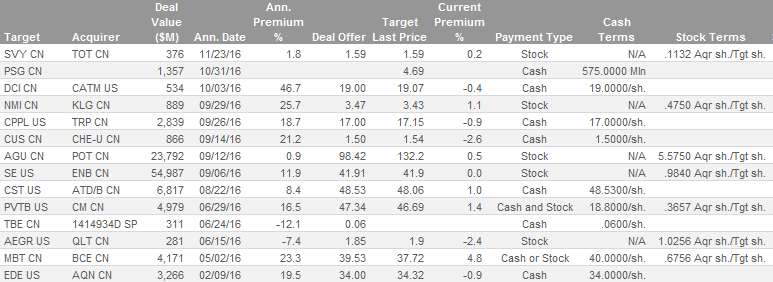 Deal Ann. Target Current Cash
Target Acquirer Value ($M) Ann. Date Premium % Deal Offer Last Price Premium % Payment Type Terms Stock Terms
SVY CN TOT CN 376 11/23/16 1.8 1.59 1.59 0.2 Stock N/A .1132 Aqr sh./Tgt sh.
PSG CN 1,357 10/31/16 4.69 Cash 575.0000 Mln
DCI CN CATM US 534 10/03/16 46.7 19.00 19.07 -0.4 Cash 19.0000/sh.
NMI CN KLG CN 889 09/29/16 25.7 3.47 3.43 1.1 Stock N/A .4750 Aqr sh./Tgt sh.
CPPL US TRP CN 2,839 09/26/16 18.7 17.00 17.15 -0.9 Cash 17.0000/sh.
CUS CN CHE-U CN 866 09/14/16 21.2 1.50 1.54 -2.6 Cash 1.5000/sh.
AGU CN POT CN 23,792 09/12/16 0.9 98.42 132.2 0.5 Stock N/A 5.5750 Aqr sh./Tgt sh.
SE US ENB CN 54,987 09/06/16 11.9 41.91 41.9 0.0 Stock N/A .9840 Aqr sh./Tgt sh.
CST US ATD/B CN 6,817 08/22/16 8.4 48.53 48.06 1.0 Cash 48.5300/sh.
PVTB US CM CN 4,979 06/29/16 16.5 47.34 46.69 1.4 Cash and Stock 18.8000/sh. .3657 Aqr sh./Tgt sh.
TBE CN 1414934D SP 311 06/24/16 -12.1 0.06 Cash .0600/sh.
AEGR US QLT CN 281 06/15/16 -7.4 1.85 1.9 -2.4 Stock N/A 1.0256 Aqr sh./Tgt sh.
MBT CN BCE CN 4,171 05/02/16 23.3 39.53 37.72 4.8 Cash or Stock 40.0000/sh. .6756 Aqr sh./Tgt sh.
EDE US AQN CN 3,266 02/09/16 19.5 34.00 34.32 -0.9 Cash 34.0000/sh.